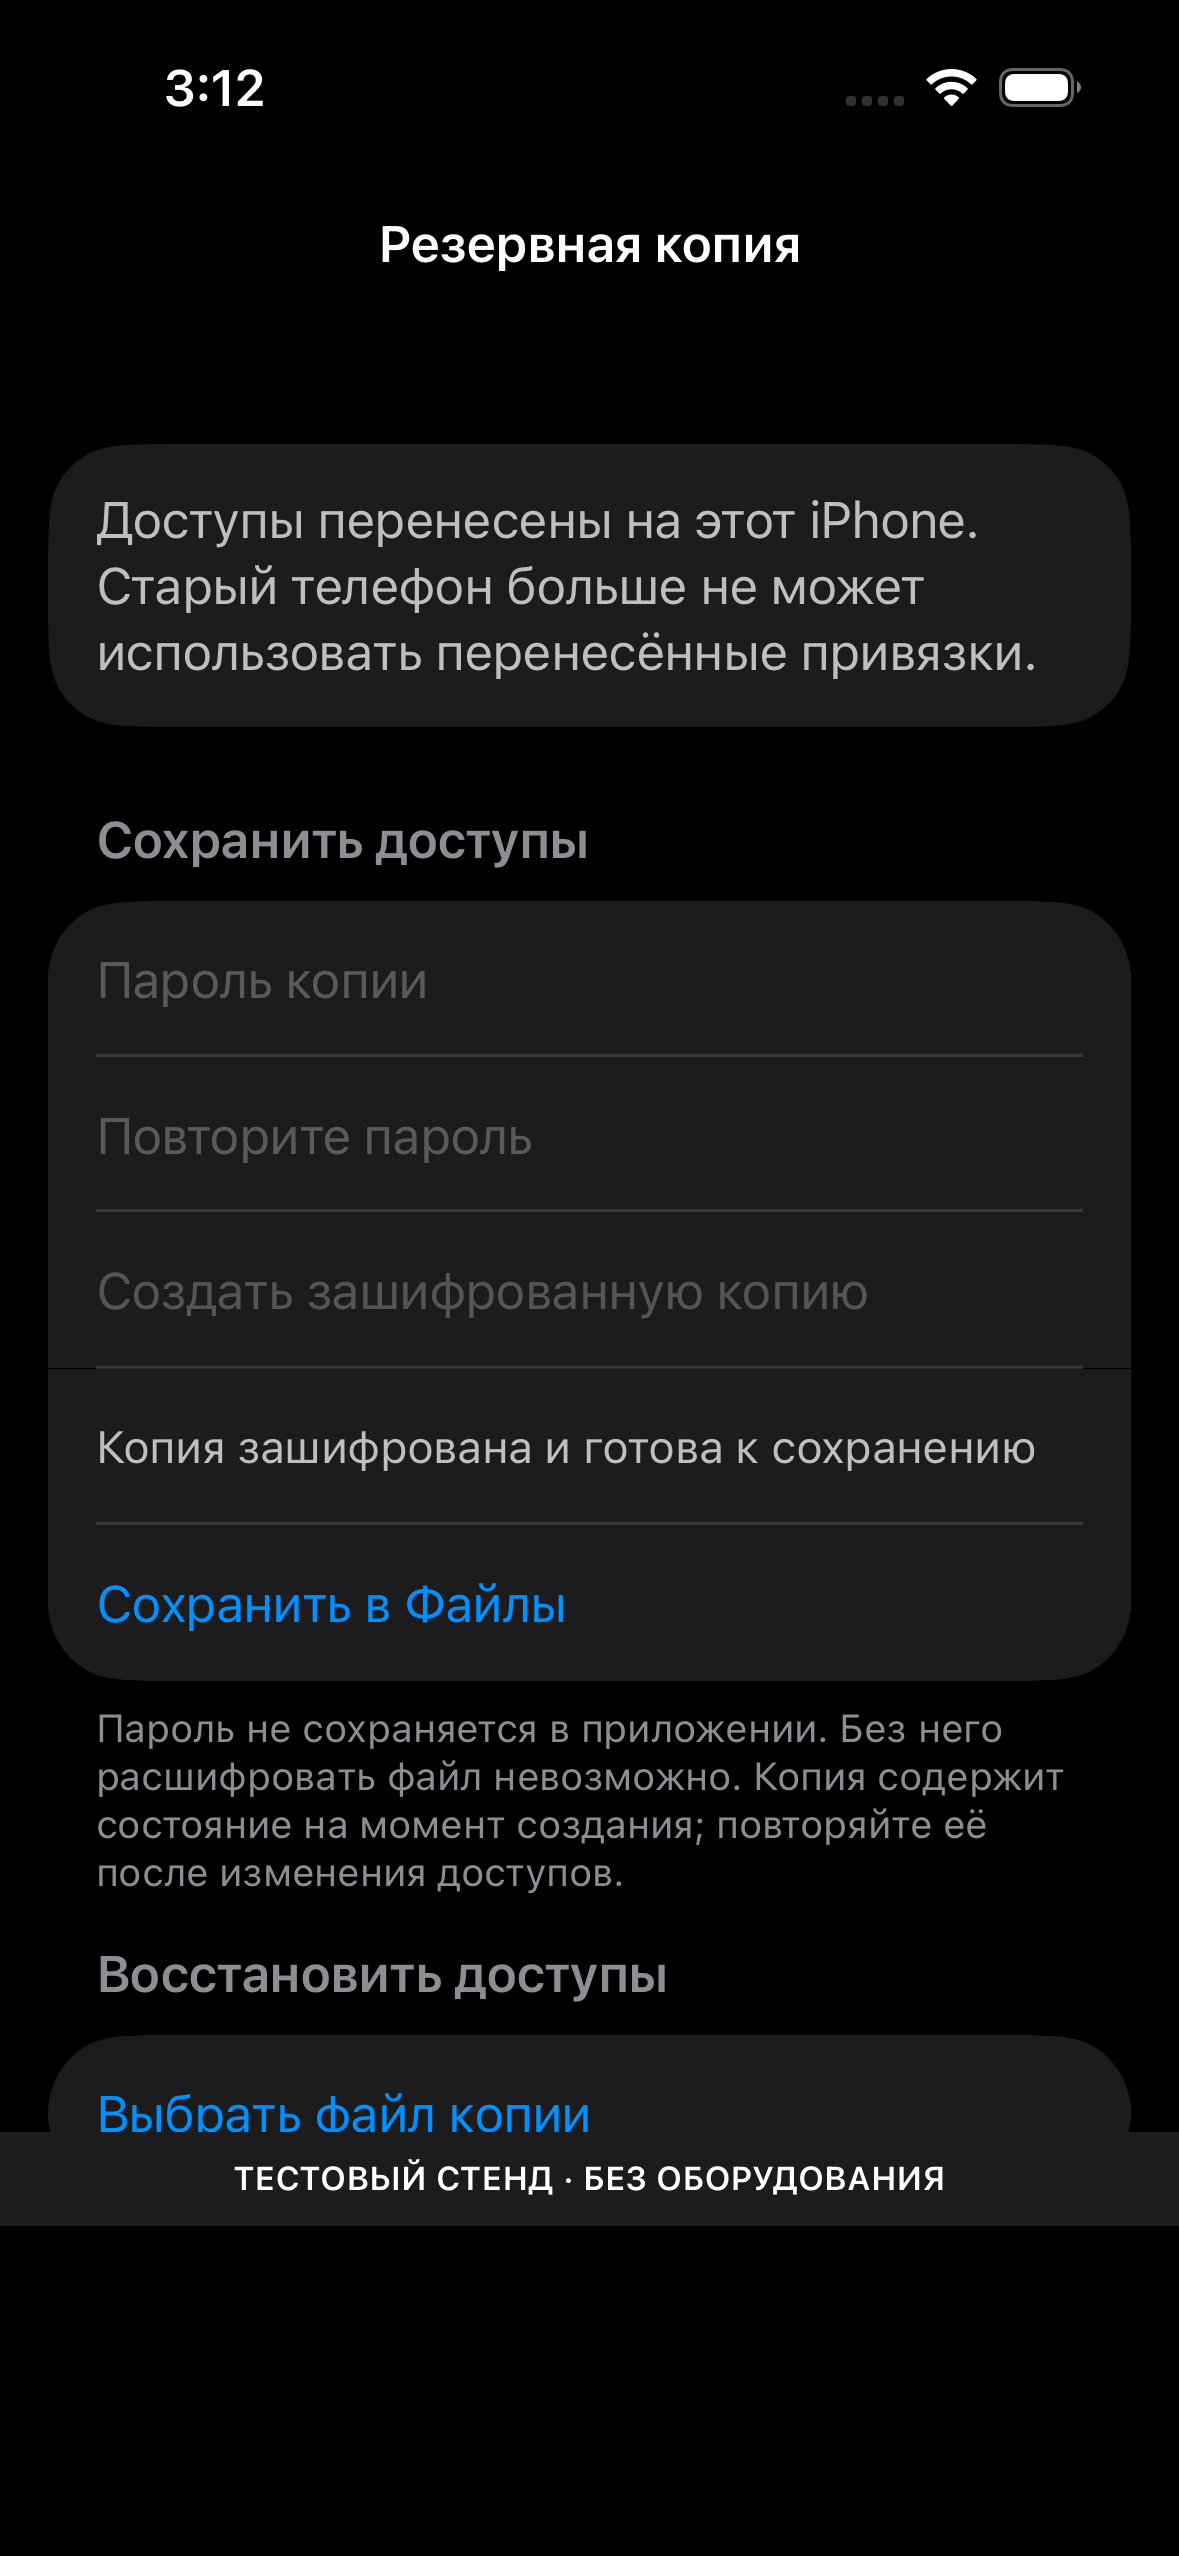 3:12
Резервная копия
Доступы перенесены на этот iPhone.
Старый телефон больше не может
использовать перенесённые привязки.
Сохранить доступы
Пароль копии
Повторите пароль
Создать зашифрованную копию
Копия зашифрована и готова к сохранению
Сохранить в Файлы
Пароль не сохраняется в приложении. Без него
расшифровать файл невозможно. Копия содержит
состояние на момент создания; повторяйте её
после изменения доступов.
Восстановить доступы
Выбрать файл копии
ТЕСТОВЫЙ СТЕНД · БЕЗ ОБОРУДОВАНИЯ